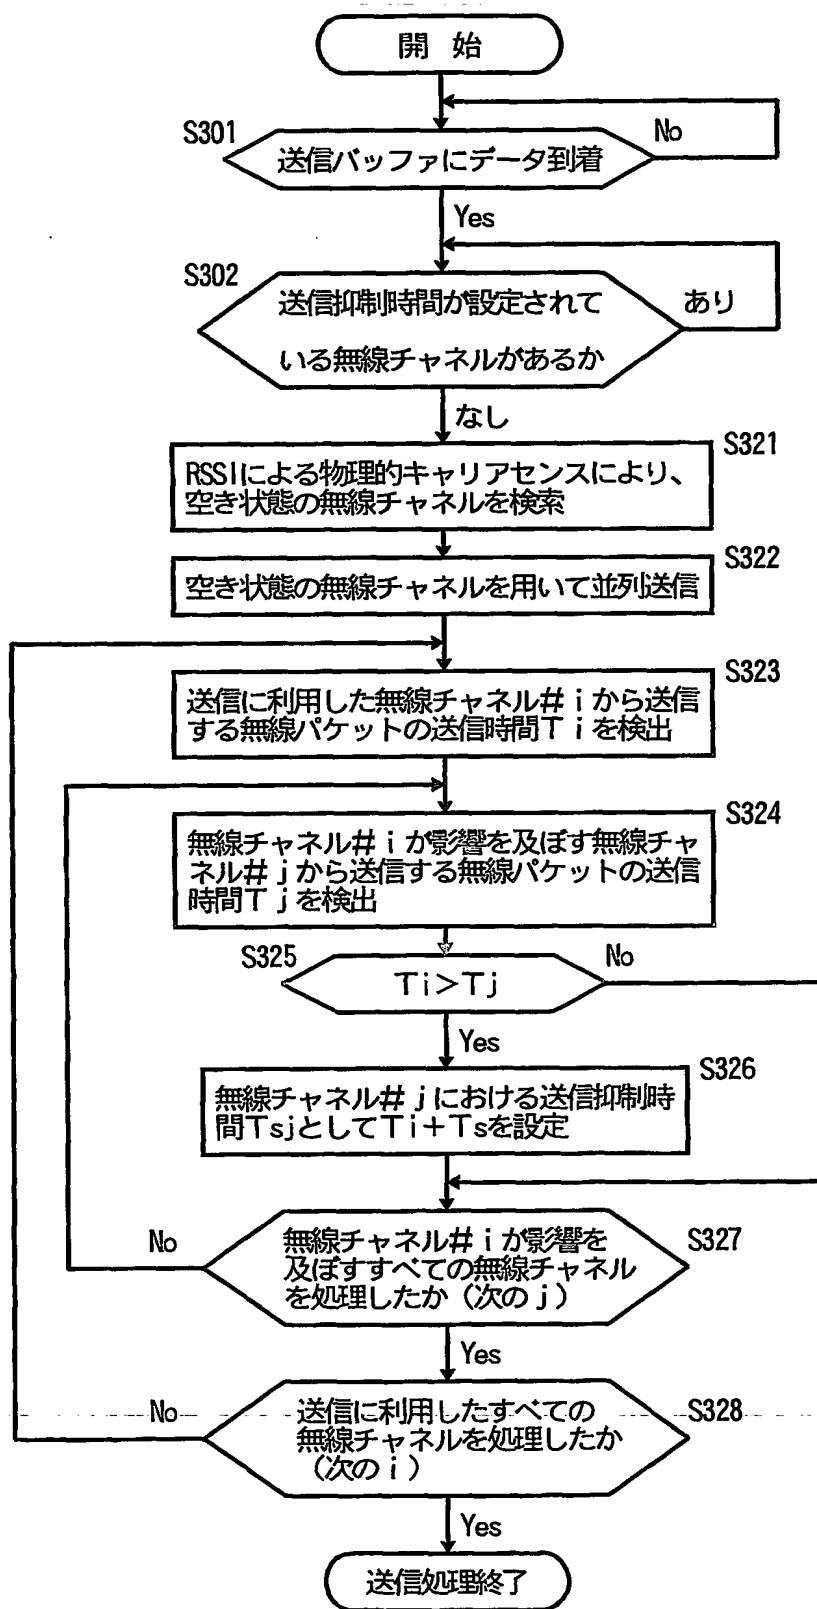 開 始
S301
送信バッファにデータ到着
No
Yes
S302
送信抑制時間が設定されて
いる無線チャネルがあるか
あり
なし
S321
RSSIによる物理的キャリアセンスにより、
空き状態の無線チャネルを検索
S322
空き状態の無線チャネルを用いて並列送信
S323
送信に利用した無線チャネル#iから送信
する無線パケットの送信時間Tiを検出
S324
無線チャネル#iが影響を及ぼす無線チャ
ネル#jから送信する無線パケットの送信
時間Tjを検出
S325
Ti>Tj
No
Yes
S326
無線チャネル#jにおける送信抑制時
間TsjとしてTi+Tsを設定
No
無線チャネル#iが影響を
及ぼすすべての無線チャネル
を処理したか(次のj)
S327
Yes
No
送信に利用したすべての
無線チャネルを処理したか
(次のi)
S328
Yes
送信処理終了